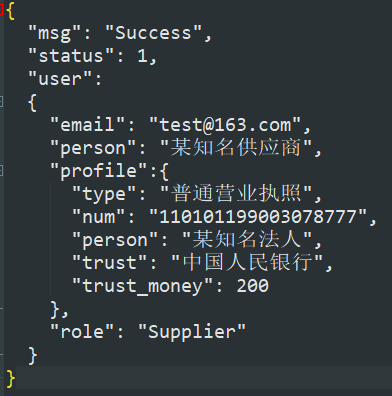 {
"msg": "Success",
"status": 1,
"user":
{
"email": "test@163.com",
"person": "某知名供应商",
"profile":{
"type": "普通营业执照",
"num": "110101199003078777",
"person": "某知名法人",
"trust": "中国人民银行",
"trust_money": 200
},
"role": "Supplier"
}
}